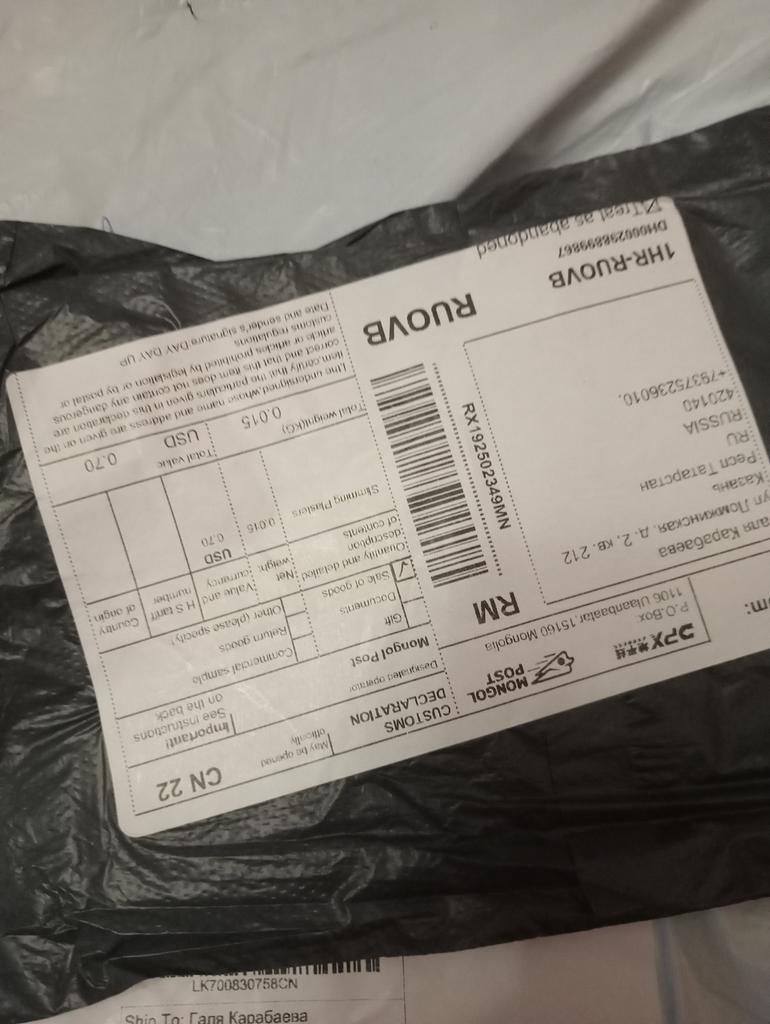 CN 22
May be opened
officially
CUSTOMS
DECLARATION
Important!
See instructions
on the back
Designated operator
Mongol Post
Commercial sample
Gift
Return goods
Documents
Other (please specify)
Sale of goods
Quantity and detailed
description
of contents
Net
weight
Value and
currency
H S tariff
number
Country
of origin
USD
Slimming Plasters
0.015
0.70
Total weight(KG)
0.015
Total value
USD
0.70
I,the undersigned whose name and address are given on the
item,certify that the particulars given in this declaration are
correct and that this item does not contain any dangerous
article or articles prohibited by legislation or by postal or
customs regulations
Date and sender's signature DAY DAY UP
om:
DPX
MONGOL
POST
P.O.Box
1106 Ulaanbaatar,15160 Mongolia
RM
RX192502349MN
RUOVB
аля Карабаева
ул Ломжинская, д. 2, кв. 212
Казань
Респ Татарстан
RU
RUSSIA
420140
+79375236010,
1HR-RUOVB
DH000298899867
Treat as abandoned
LK700830758CN
Ship To: Галя Карабаева